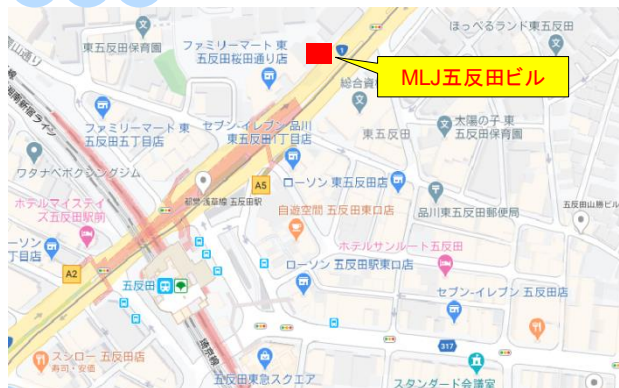 ほっぺるランド東五反田
東五反田保育園
ファミリーマート 東
五反田桜田通り店
1
MLJ五反田ビル
総合資
ファミリーマート 東
五反田五丁目店
セブン-イレブン 品川
東五反田1丁目店
東五反田
太陽の子 東
五反田保育園
ワタナベボクシングジム
A5
ローソン 東五反田店
都営 浅草線 五反田駅
ホテルマイステイ
ズ五反田駅前
自遊空間 五反田東口店
品川東五反田郵便局
五反田山勝ビル
ホテルサンルート五反田
ーソン
丁目店
A2
五反田
ローソン 五反田駅東口店
セブン-イレブン 五反田店
317
埼京線
スシロー 五反田店
寿司・安価
五反田東急スクエア
スタンダード会議室